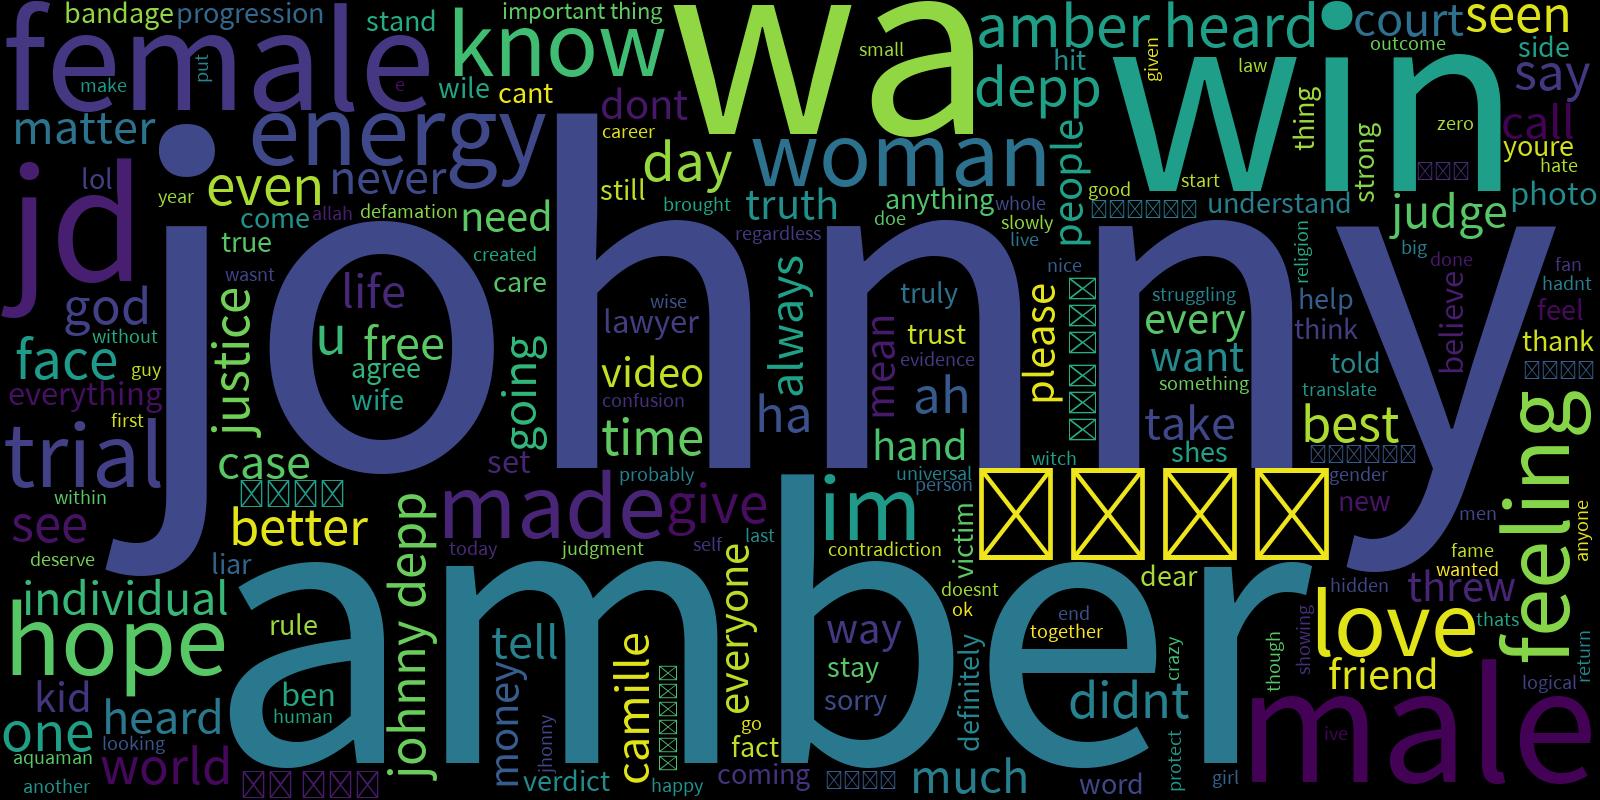 bandage
progression
stand
important thing
wa
amber heard
court
seen
female
know
small
hit
given
outcome
side
make
put
e
wile
cant
depp
win
law
say
matter
energy
dont
career
day
woman
people
thing
zero
call
youre
hate
jd
lol
year
even
never
still
brought
truth
anything
doe
whole
good
start
strong
understand
photo
come
allah
defamation
need
regardless
slowly
live
judge
true
created
johnny
wasnt
care
god
life
wise
always
truly
nice
please
struggling
religion
help
big
done
fan
hadnt
feel
without
justice
u
free
lawyer
mean
trust
evidence
every
think
believe
thank
face
guy
agree
going
video
want
told
everything
wife
confusion
ha
ah
something
translate
first
trial
time
hand
take
best
feeling
case
set
probably
universal
person
witch
shes
gender
within
see
better
johnny depp
made
give
im
victim
new
men
anyone
deserve
liar
today
judgment
self
last
contradiction
fame
wanted
individual
amber
everyone
doesnt
ok
dear
hidden
threw
hope
rule
tell
camille
way
end
together
love
thats
kid
ben
human
money
stay
sorry
definitely
crazy
though
showing
friend
return
logical
one
heard
looking
jhonny
go
fact
didnt
male
ive
aquaman
world
another
verdict
happy
coming
much
word
protect
girl